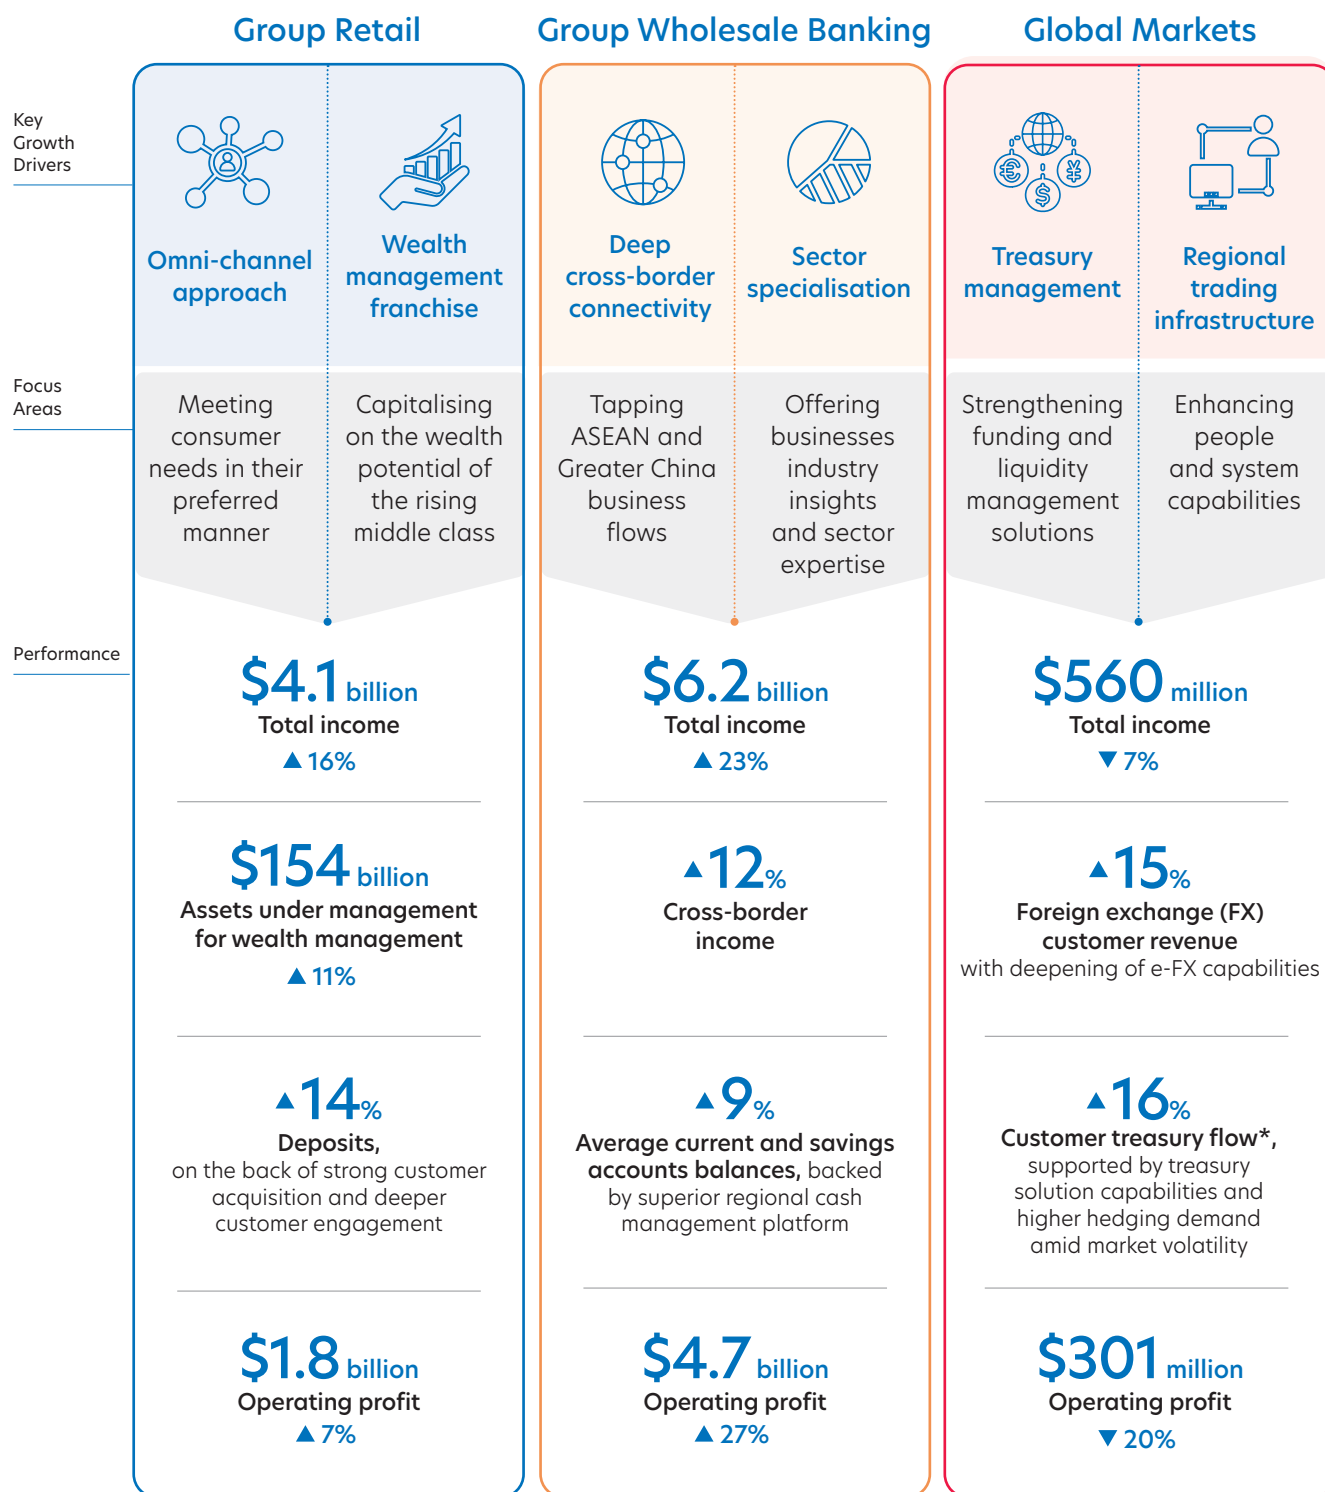 Group Retail
Group Wholesale Banking
Global Markets
Key
Growth
Drivers
Omni-channel
approach
Wealth
management
franchise
Deep
cross-border
connectivity
Sector
specialisation
Treasury
management
Regional
trading
infrastructure
Focus
Areas
Meeting
consumer
needs in their
preferred
manner
Capitalising
on the wealth
potential of
the rising
middle class
Tapping
ASEAN and
Greater China
business
flows
Offering
businesses
industry
insights
and sector
expertise
Strengthening
funding and
liquidity
management
solutions
Enhancing
people
and system
capabilities
Performance
$4.1 billion
Total income
▲ 16%
$154 billion
Assets under management
for wealth management
▲ 11%
▲14%
Deposits,
on the back of strong customer
acquisition and deeper
customer engagement
$1.8 billion
Operating profit
▲ 7%
$6.2 billion
Total income
▲ 23%
▲12%
Cross-border
income
▲9%
Average current and savings
accounts balances, backed
by superior regional cash
management platform
$4.7 billion
Operating profit
▲ 27%
$560 million
Total income
▼ 7%
▲15%
Foreign exchange (FX)
customer revenue
with deepening of e-FX capabilities
▲16%
Customer treasury flow*,
supported by treasury
solution capabilities and
higher hedging demand
amid market volatility
$301 million
Operating profit
▼ 20%